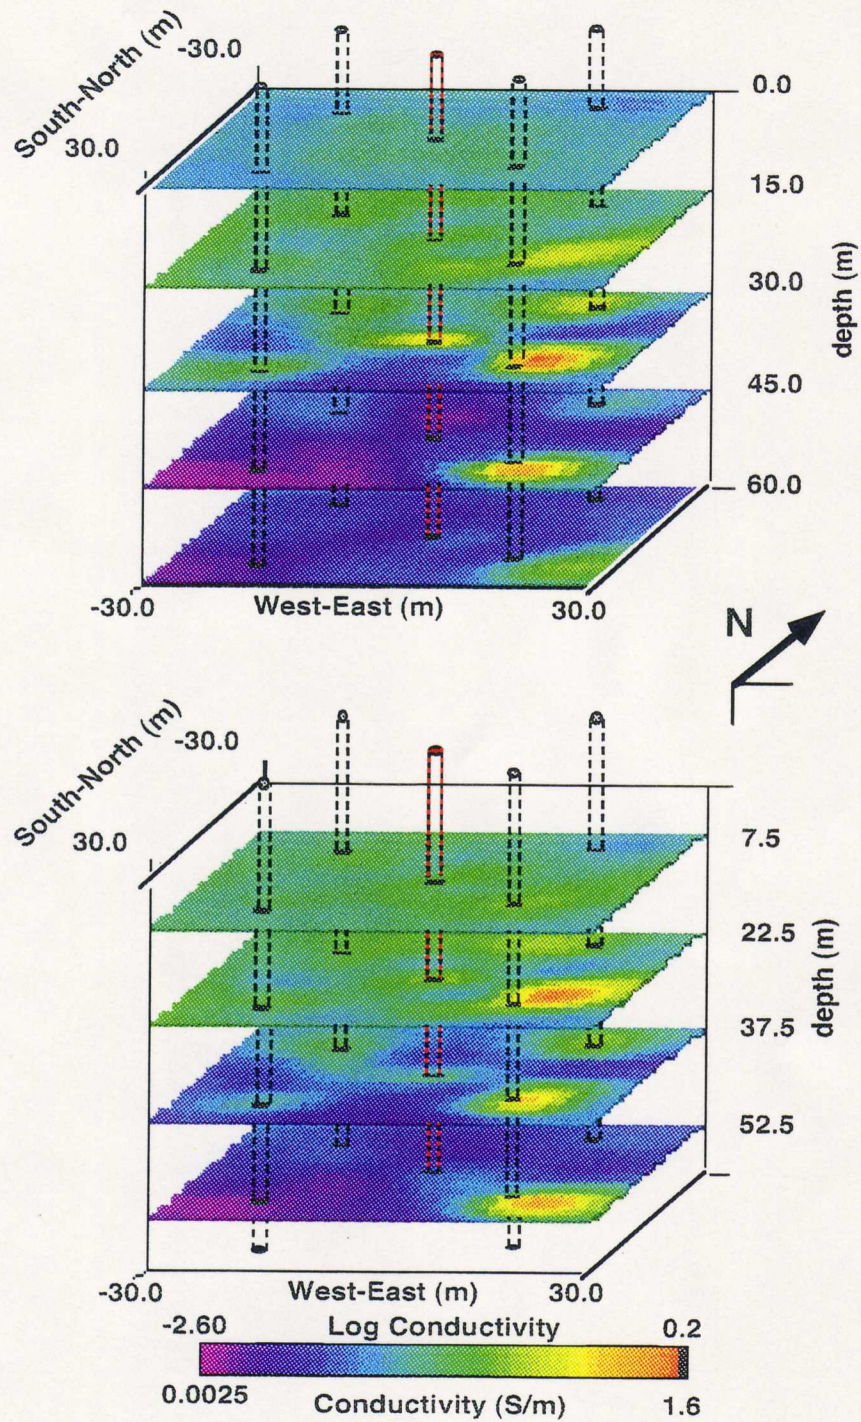 South-North (m)
-30.0
30.0
0.0
15.0
30.0
45.0
60.0
depth (m)
-30.0
West-East (m)
30.0
N
South-North (m)
-30.0
30.0
7.5
22.5
37.5
52.5
depth (m)
-30.0
West-East (m)
30.0
-2.60
Log Conductivity
0.2
0.0025
Conductivity (S/m)
1.6